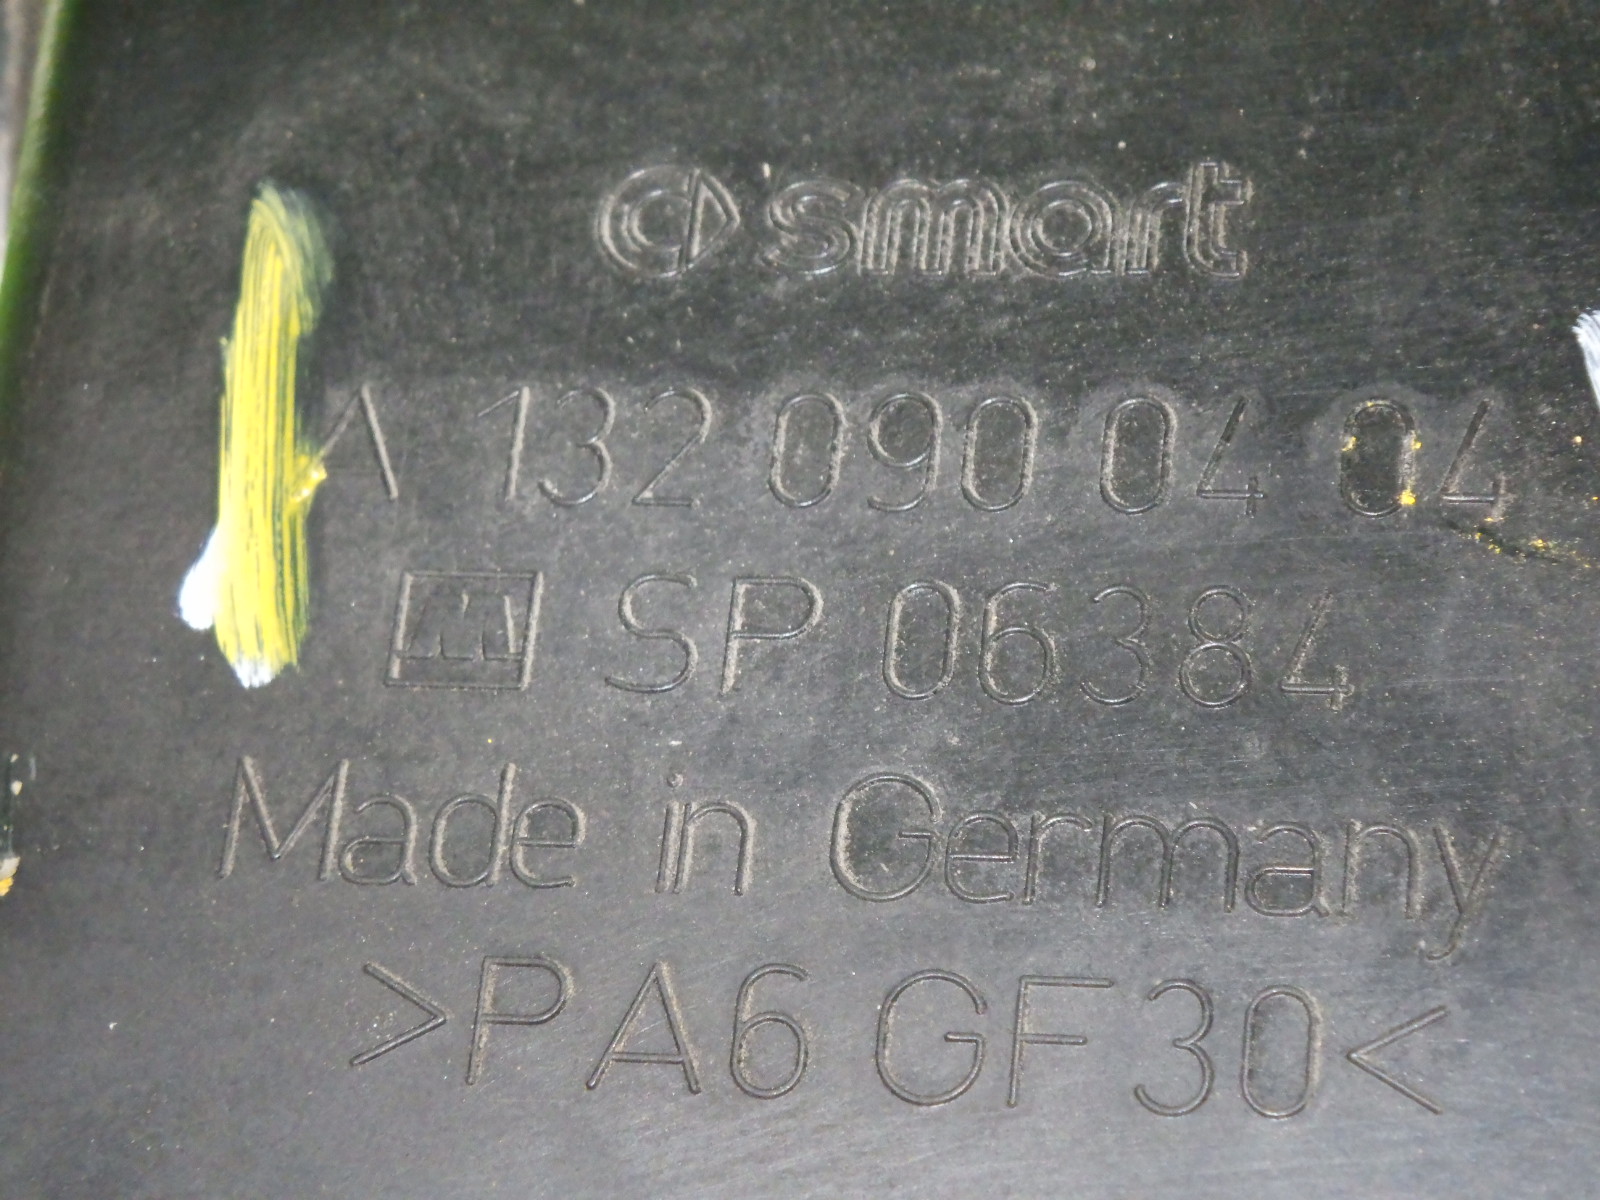 smart
A 132 090 04 04
M SP 06384
Made in Germany
>PA6 GF30<